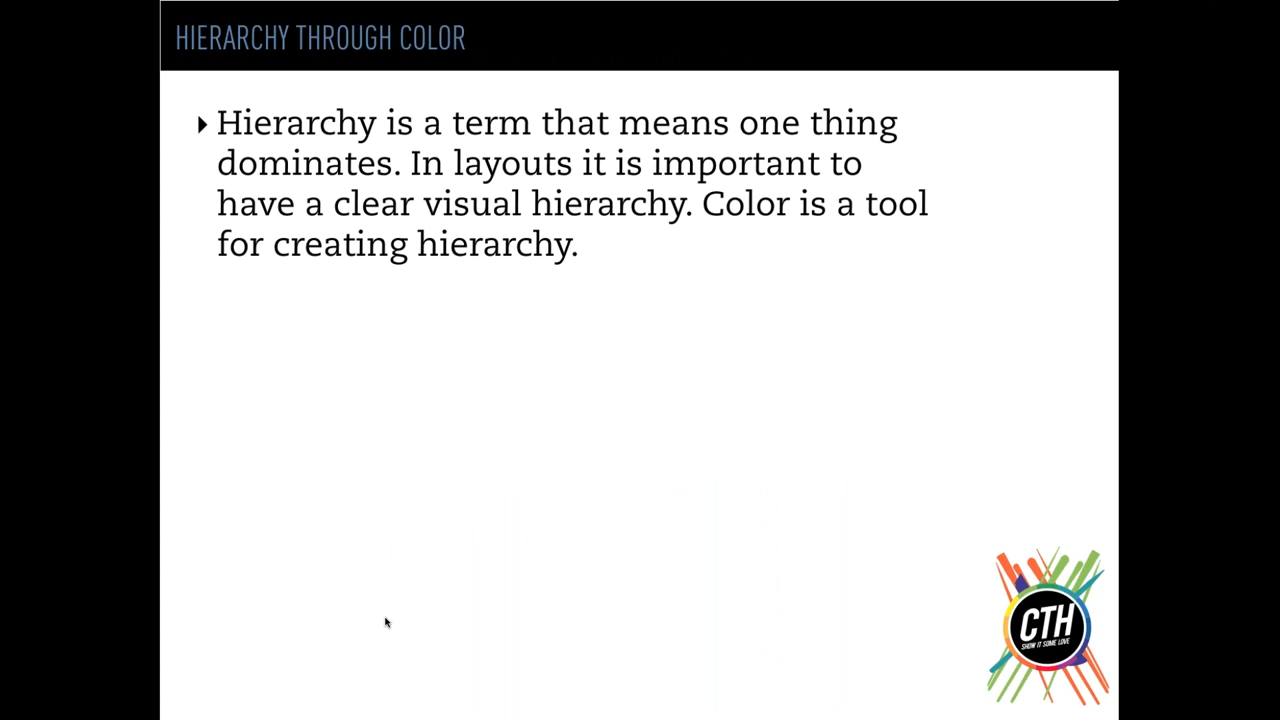 HIERARCHY THROUGH COLOR
Hierarchy is a term that means one thing
dominates. In layouts it is important to
have a clear visual hierarchy. Color is a tool
for creating hierarchy.
CTH
SHOW IT SOME LOVE